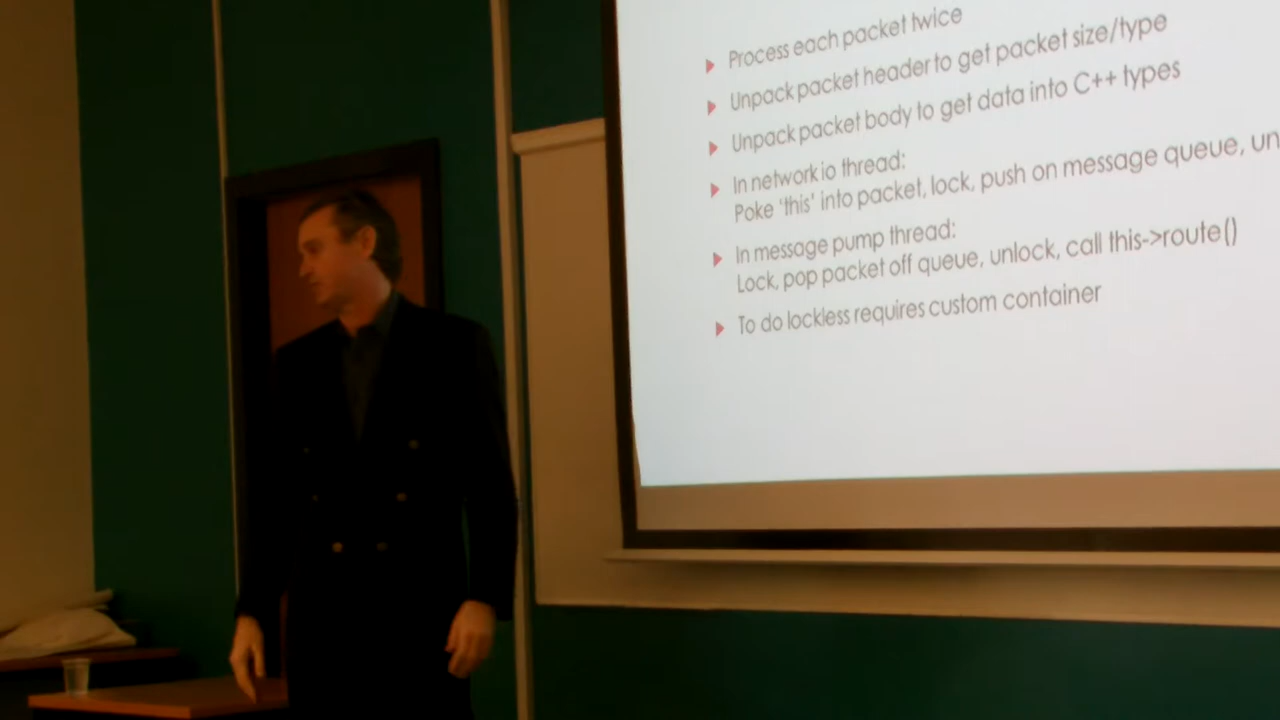 Process each packet twice
Unpack packet header to get packet size/type
Unpack packet body to get data into C++ types
In network io thread:
Poke 'this' into packet, lock, push on message queue, un
In message pump thread:
Lock, pop packet off queue, unlock, call this->route()
To do lockless requires custom container